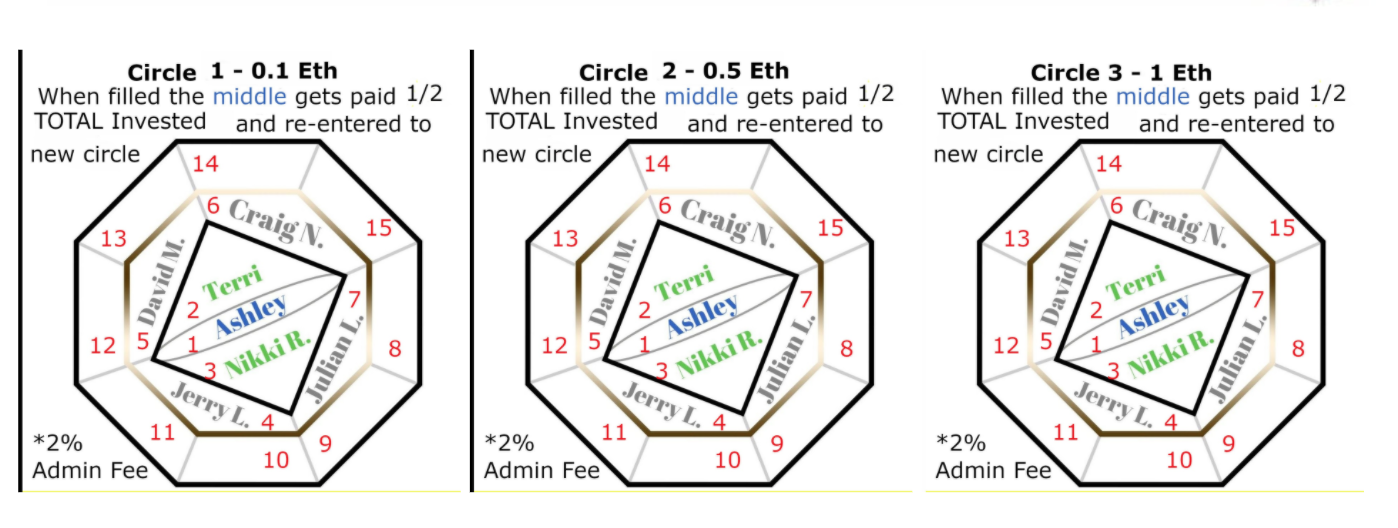 Circle 1 - 0.1 Eth
When filled the middle gets paid 1/2
TOTAL Invested and re-entered to
new circle
14
6
Craig N.
15
13
David M.
Terri
2
7
Ashley
12
5
1
8
Nikki R.
3
Julian L.
Jerry L.
4
11
9
10
*2%
Admin Fee
Circle 2 - 0.5 Eth
When filled the middle gets paid 1/2
TOTAL Invested and re-entered to
new circle
14
6
Craig N.
15
13
David M.
Terri
2
7
Ashley
12
5
1
8
Nikki R.
3
Julian L.
Jerry L.
4
11
9
10
*2%
Admin Fee
Circle 3 - 1 Eth
When filled the middle gets paid 1/2
TOTAL Invested and re-entered to
new circle
14
6
Craig N.
15
13
David M.
Terri
2
7
Ashley
12
5
1
8
Nikki R.
3
Julian L.
Jerry L.
4
11
9
10
*2%
Admin Fee